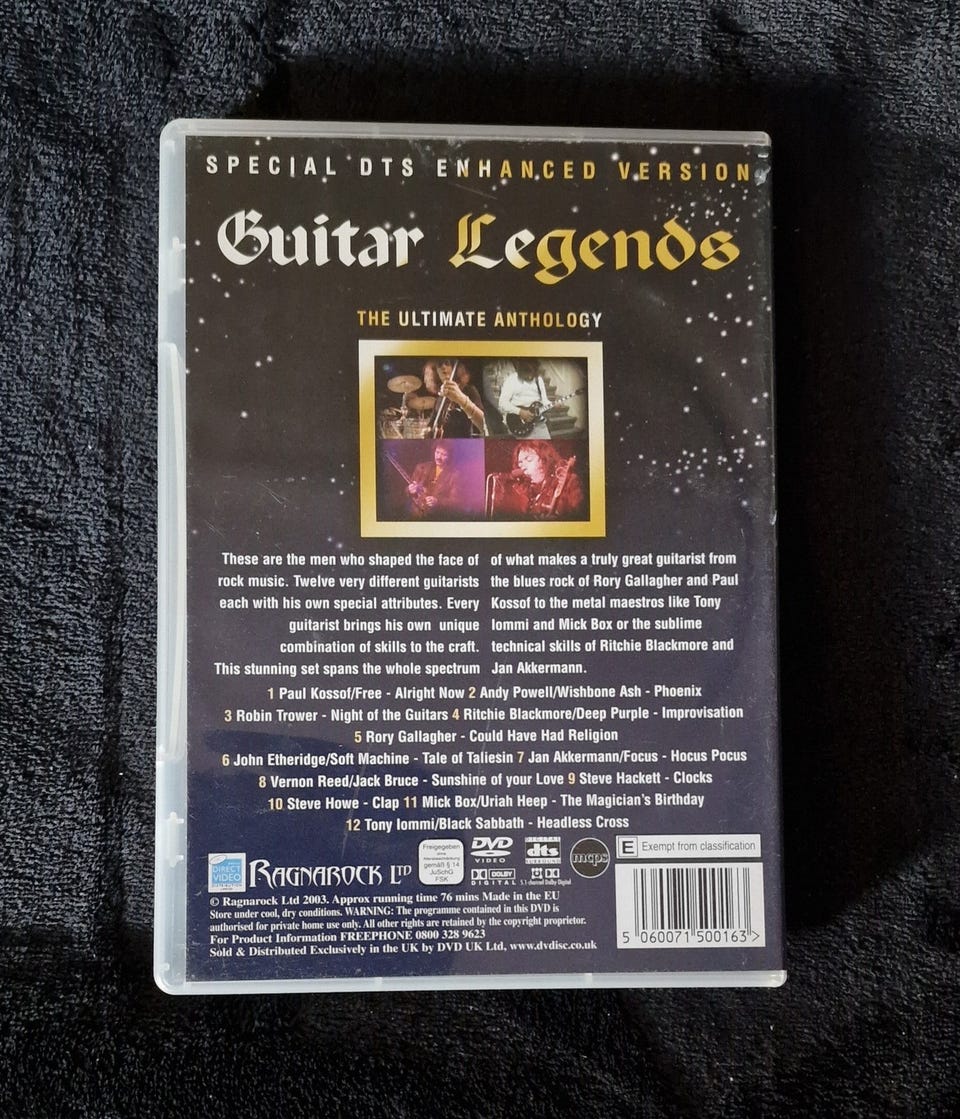 SPECIAL DTS ENHANCED VERSION
Guitar Legends
THE ULTIMATE ANTHOLOGY
These are the men who shaped the face of
rock music. Twelve very different guitarists
each with his own special attributes. Every
guitarist brings his own unique
combination of skills to the craft.
This stunning set spans the whole spectrum
of what makes a truly great guitarist from
the blues rock of Rory Gallagher and Paul
Kossof to the metal maestros like Tony
Iommi and Mick Box or the sublime
technical skills of Ritchie Blackmore and
Jan Akkermann.
1 Paul Kossof/Free - Alright Now 2 Andy Powell/Wishbone Ash - Phoenix
3 Robin Trower - Night of the Guitars 4 Ritchie Blackmore/Deep Purple - Improvisation
5 Rory Gallagher - Could Have Had Religion
6 John Etheridge/Soft Machine - Tale of Taliesin 7 Jan Akkermann/Focus - Hocus Pocus
8 Vernon Reed/Jack Bruce - Sunshine of your Love 9 Steve Hackett - Clocks
10 Steve Howe - Clap 11 Mick Box/Uriah Heep - The Magician's Birthday
12 Tony Iommi/Black Sabbath - Headless Cross
DIRECT
VIDEO
RAGNAROCK LTD
Freigegeben
ohne
Altersbeschränkung
gemäß § 14
JuSchG
FSK
DVD
VIDEO
DOLBY
DIGITAL
DIGITAL
dts
SURROUND
5.1-channel Dolby Digital
mcps
E Exempt from classification
© Ragnarock Ltd 2003. Approx running time 76 mins Made in the EU
Store under cool, dry conditions. WARNING: The programme contained in this DVD is
authorised for private home use only. All other rights are retained by the copyright proprietor.
For Product Information FREEPHONE 0800 328 9623
Sold & Distributed Exclusively in the UK by DVD UK Ltd, www.dvdisc.co.uk
5 060071 500163 >